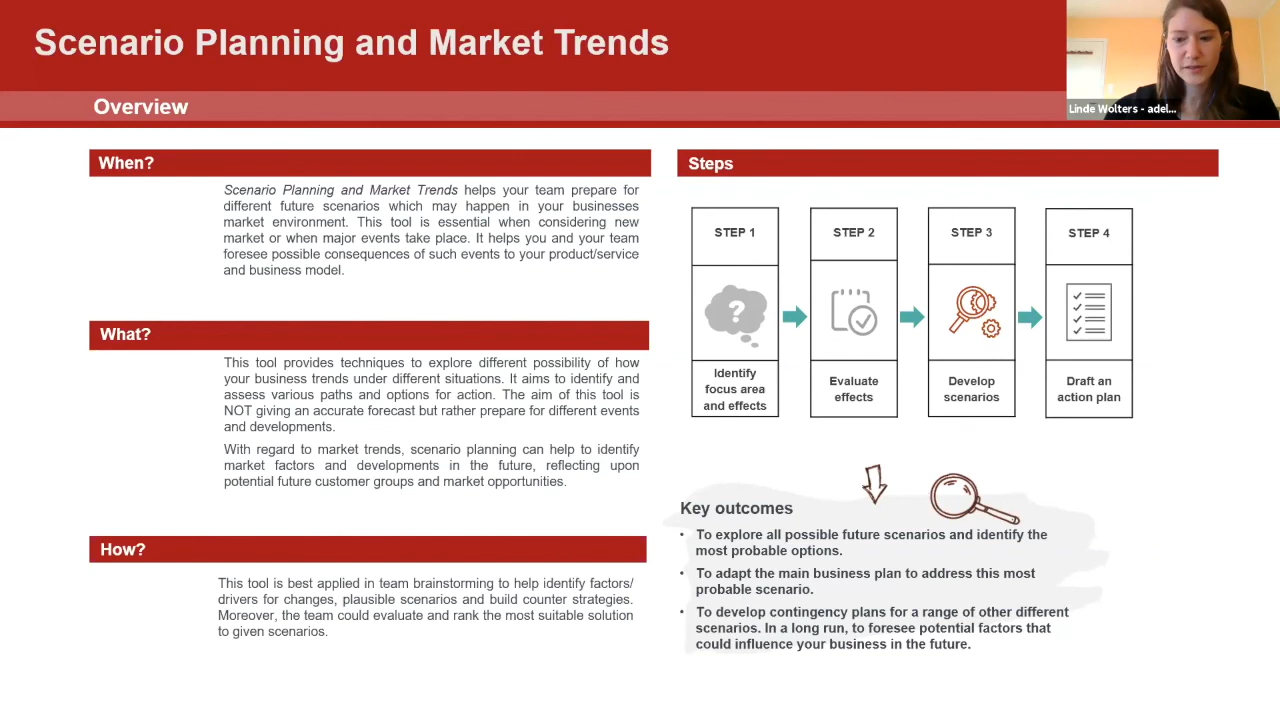 Scenario Planning and Market Trends
Overview
Linde Wolters - adel...
When?
Scenario Planning and Market Trends helps your team prepare for
different future scenarios which may happen in your businesses
market environment. This tool is essential when considering new
market or when major events take place. It helps you and your team
foresee possible consequences of such events to your product/service
and business model.
What?
This tool provides techniques to explore different possibility of how
your business trends under different situations. It aims to identify and
assess various paths and options for action. The aim of this tool is
NOT giving an accurate forecast but rather prepare for different events
and developments.
With regard to market trends, scenario planning can help to identify
market factors and developments in the future, reflecting upon
potential future customer groups and market opportunities.
How?
This tool is best applied in team brainstorming to help identify factors/
drivers for changes, plausible scenarios and build counter strategies.
Moreover, the team could evaluate and rank the most suitable solution
to given scenarios.
Steps
STEP 1
?
Identify
focus area
and effects
STEP 2
Evaluate
effects
STEP 3
Develop
scenarios
STEP 4
Draft an
action plan
Key outcomes
• To explore all possible future scenarios and identify the
most probable options.
• To adapt the main business plan to address this most
probable scenario.
• To develop contingency plans for a range of other different
scenarios. In a long run, to foresee potential factors that
could influence your business in the future.